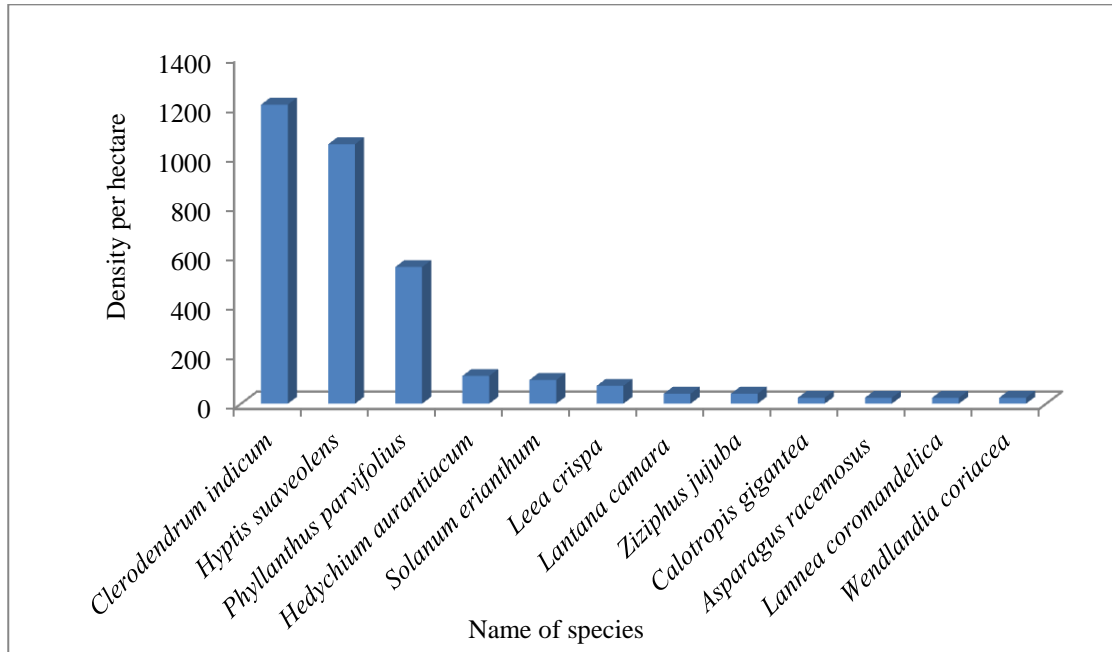 1400
1200
1000
800
600
400
200
0
Density per hectare
Clerodendrum indicum
Hyptis suaveolens
Phyllanthus parvifolius
Hedychium aurantiacum
Solanum erianthum
Leea crispa
Lantana camara
Ziziphus jujuba
Calotropis gigantea
Asparagus racemosus
Lannea coromandelica
Wendlandia coriacea
Name of species